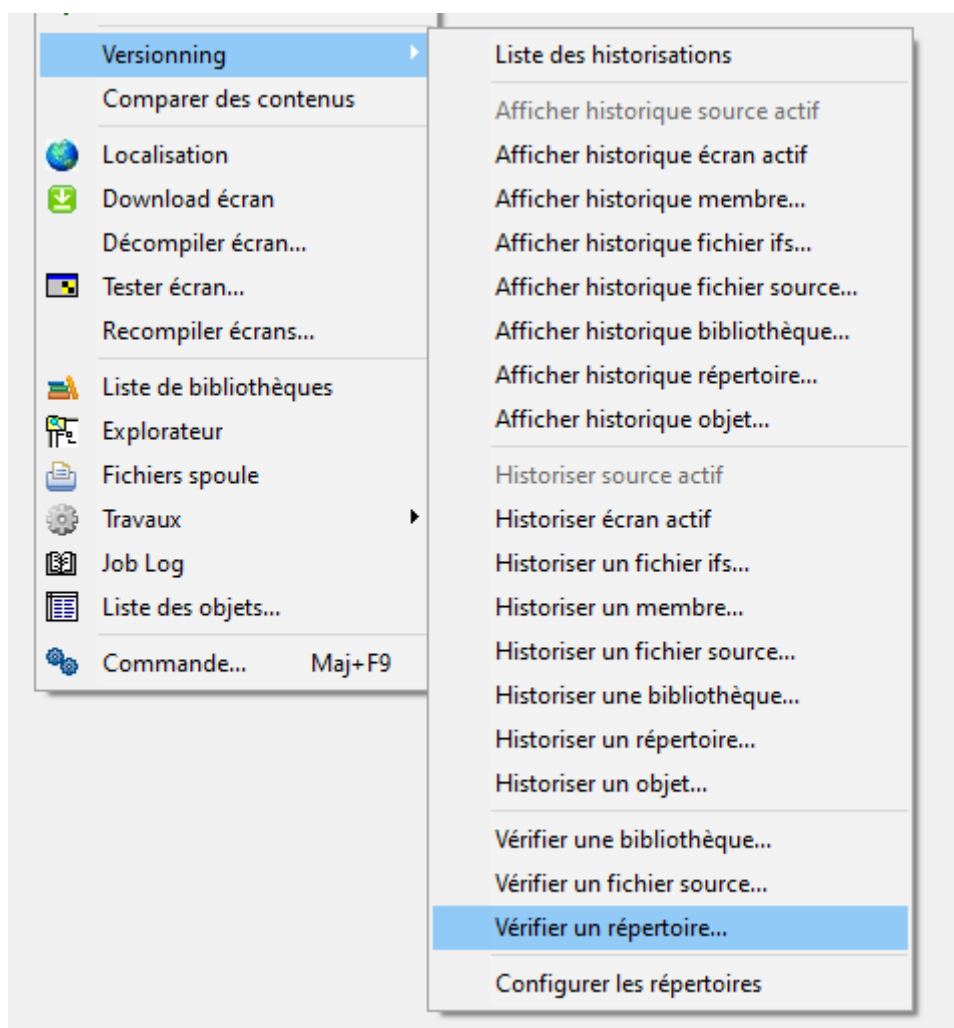 Versionning
Comparer des contenus
Localisation
Download écran
Décompiler écran...
Tester écran...
Recompiler écrans...
Liste de bibliothèques
Explorateur
Fichiers spoule
Travaux
Job Log
Liste des objets...
Commande... Maj+F9
Liste des historisations
Afficher historique source actif
Afficher historique écran actif
Afficher historique membre...
Afficher historique fichier ifs...
Afficher historique fichier source...
Afficher historique bibliothèque...
Afficher historique répertoire...
Afficher historique objet...
Historiser source actif
Historiser écran actif
Historiser un fichier ifs...
Historiser un membre...
Historiser un fichier source...
Historiser une bibliothèque...
Historiser un répertoire...
Historiser un objet...
Vérifier une bibliothèque...
Vérifier un fichier source...
Vérifier un répertoire...
Configurer les répertoires